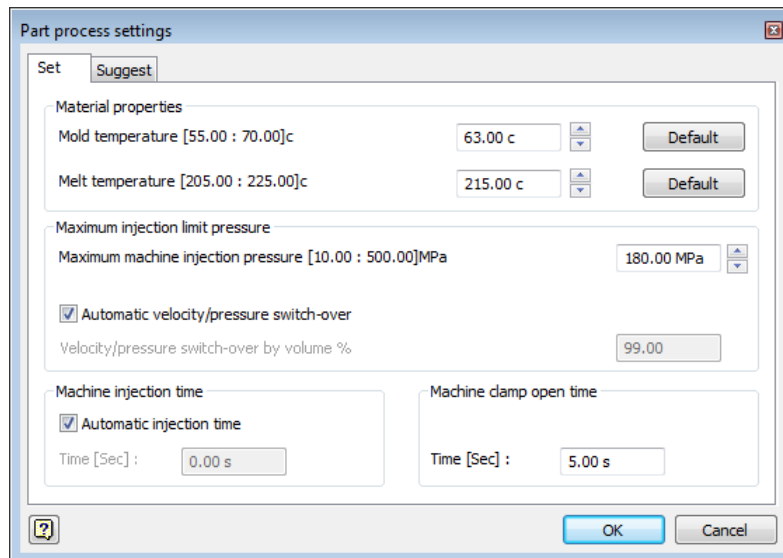 Part process settings
Set Suggest
Material properties
Mold temperature [55.00 : 70.00]c 63.00 c Default
Melt temperature [205.00 : 225.00]c 215.00 c Default
Maximum injection limit pressure
Maximum machine injection pressure [10.00 : 500.00]MPa 180.00 MPa
Automatic velocity/pressure switch-over
Velocity/pressure switch-over by volume % 99.00
Machine injection time
Automatic injection time
Time [Sec] : 0.00 s
Machine clamp open time
Time [Sec] : 5.00 s
? OK Cancel